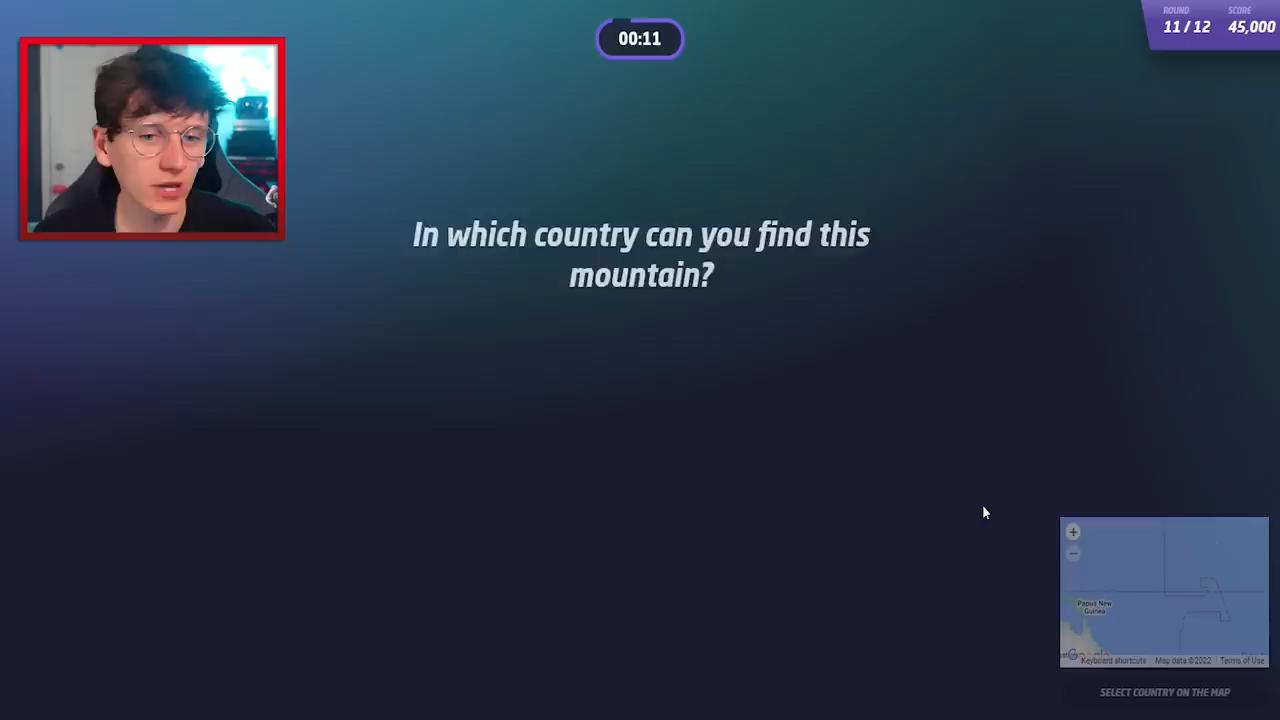 00:11
ROUND
SCORE
11 / 12
45,000
In which country can you find this
mountain?
+
−
Papua New
Guinea
Google
Keyboard shortcuts
Map data ©2022
Terms of Use
SELECT COUNTRY ON THE MAP